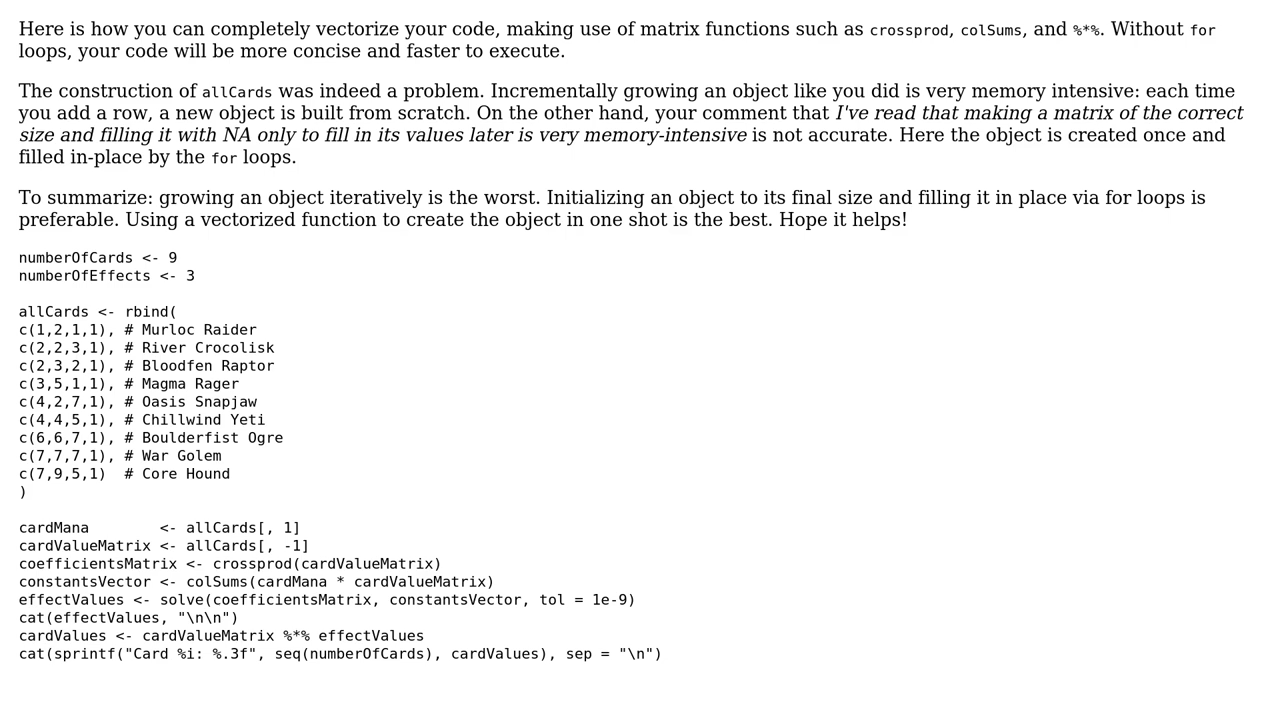 Here is how you can completely vectorize your code, making use of matrix functions such as crossprod, colSums, and %*%. Without for
loops, your code will be more concise and faster to execute.
The construction of allCards was indeed a problem. Incrementally growing an object like you did is very memory intensive: each time
you add a row, a new object is built from scratch. On the other hand, your comment that I've read that making a matrix of the correct
size and filling it with NA only to fill in its values later is very memory-intensive is not accurate. Here the object is created once and
filled in-place by the for loops.
To summarize: growing an object iteratively is the worst. Initializing an object to its final size and filling it in place via for loops is
preferable. Using a vectorized function to create the object in one shot is the best. Hope it helps!
numberOfCards <- 9
numberOfEffects <- 3
allCards <- rbind(
c(1,2,1,1), # Murloc Raider
c(2,2,3,1), # River Crocolisk
c(2,3,2,1), # Bloodfen Raptor
c(3,5,1,1), # Magma Rager
c(4,2,7,1), # Oasis Snapjaw
c(4,4,5,1), # Chillwind Yeti
c(6,6,7,1), # Boulderfist Ogre
c(7,7,7,1), # War Golem
c(7,9,5,1)  # Core Hound
)
cardMana        <- allCards[, 1]
cardValueMatrix <- allCards[, -1]
coefficientsMatrix <- crossprod(cardValueMatrix)
constantsVector <- colSums(cardMana * cardValueMatrix)
effectValues <- solve(coefficientsMatrix, constantsVector, tol = 1e-9)
cat(effectValues, "\n\n")
cardValues <- cardValueMatrix %*% effectValues
cat(sprintf("Card %i: %.3f", seq(numberOfCards), cardValues), sep = "\n")